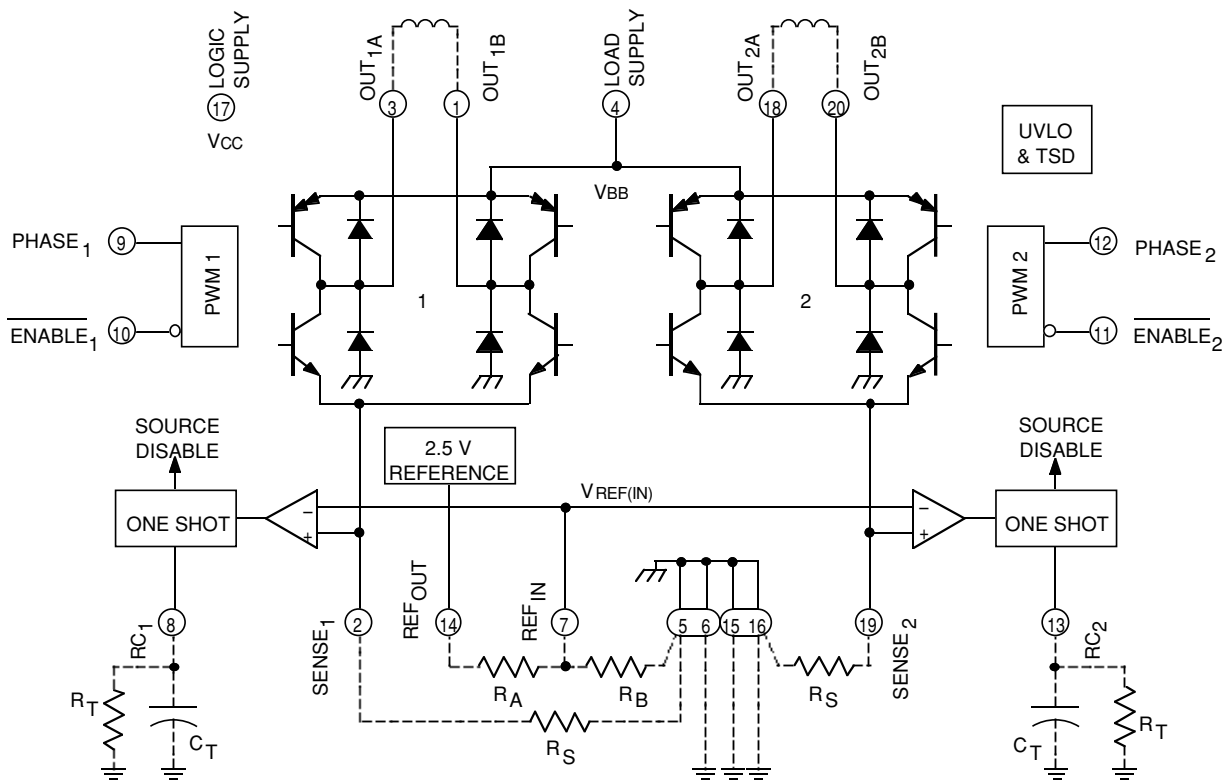 LOGIC
SUPPLY
17
VCC
OUT1A
3
OUT1B
1
LOAD
SUPPLY
4
VBB
OUT2A
18
OUT2B
20
UVLO
& TSD
PHASE1
9
PWM 1
ENABLE1
10
1
2
PWM 2
12
PHASE2
11
ENABLE2
SOURCE
DISABLE
ONE SHOT
–
+
2.5 V
REFERENCE
VREF(IN)
–
+
SOURCE
DISABLE
ONE SHOT
RC1
8
SENSE1
2
REFOUT
14
REFIN
7
5
6
15
16
19
SENSE2
13
RC2
RT
CT
RA
RB
RS
RS
CT
RT